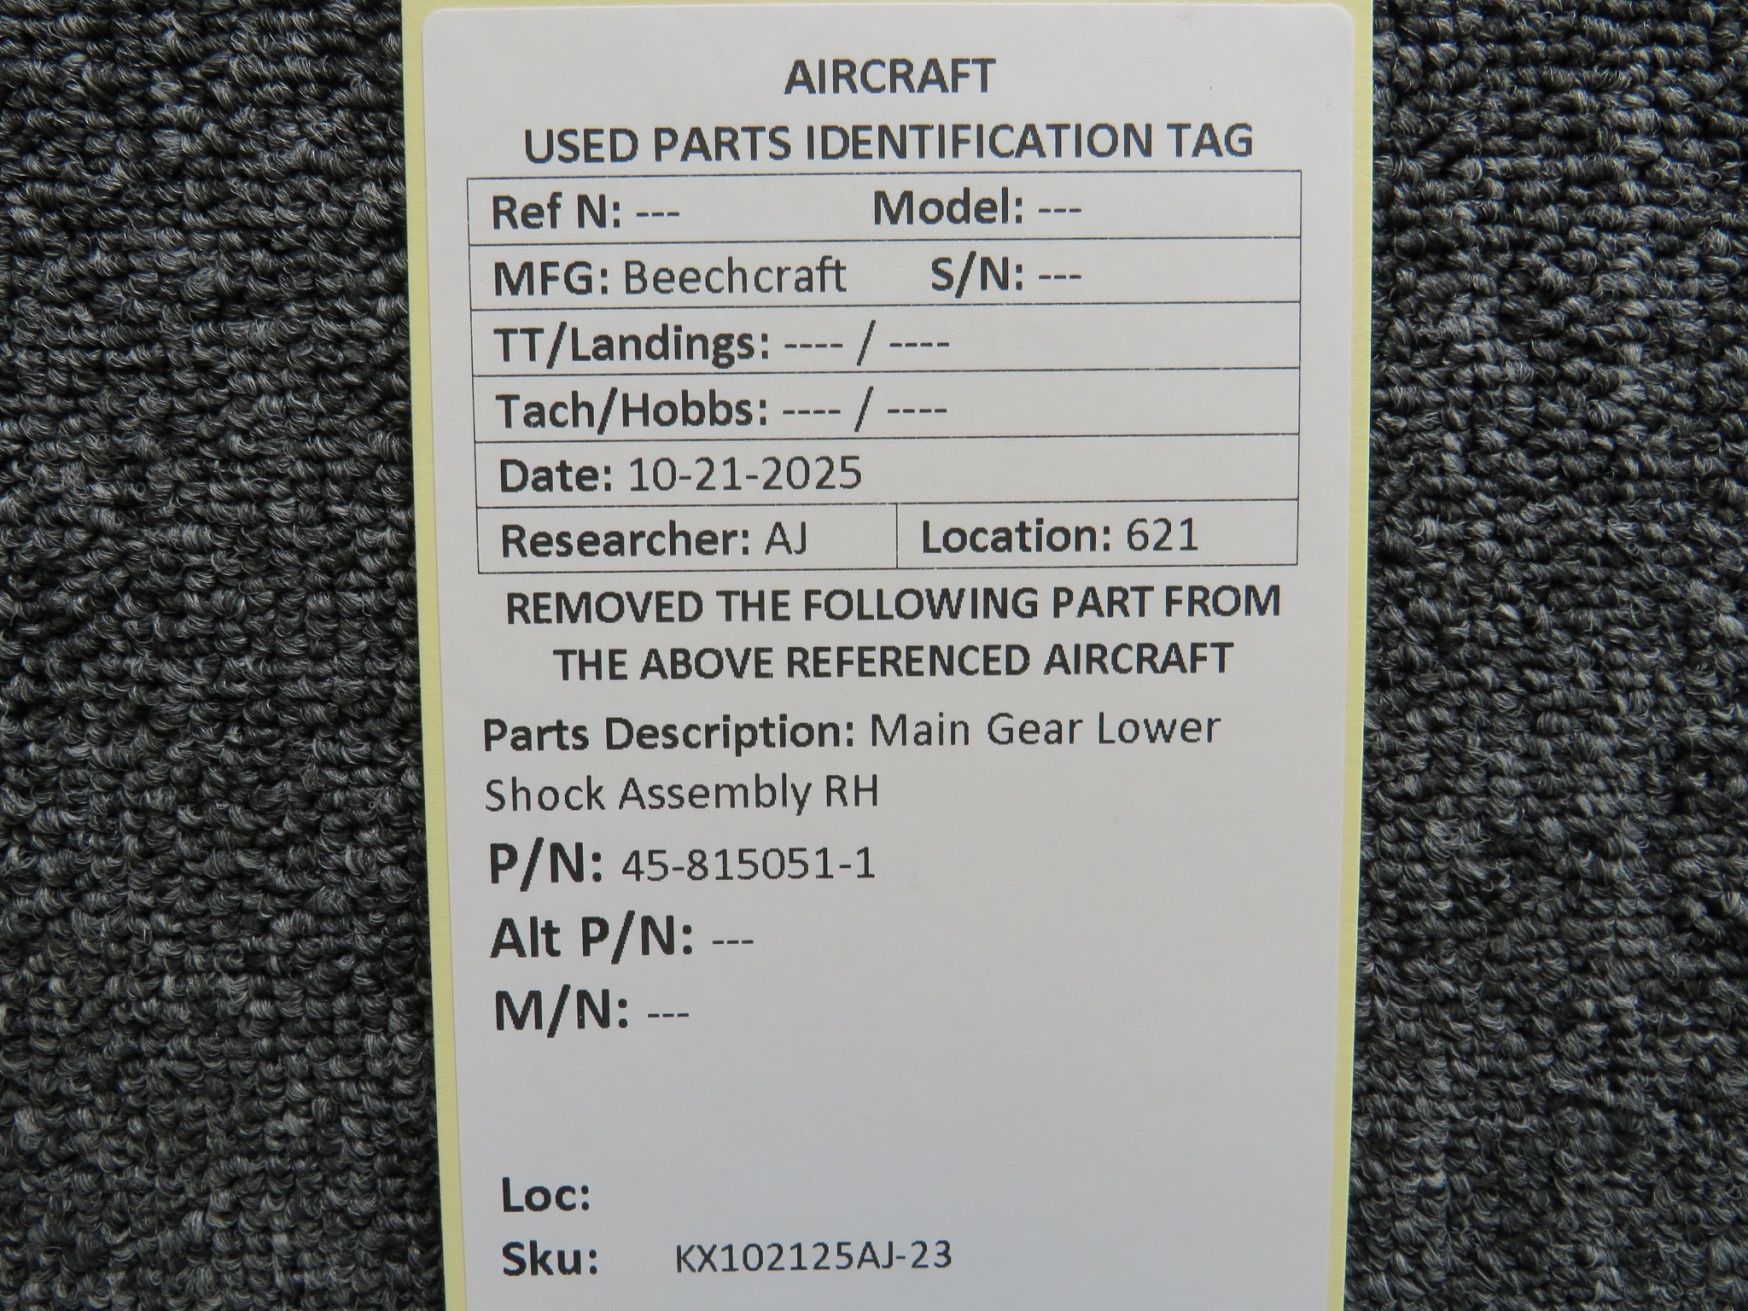 AIRCRAFT
USED PARTS IDENTIFICATION TAG
Ref N: --- Model: ---
MFG: Beechcraft S/N: ---
TT/Landings: ---- / ----
Tach/Hobbs: ---- / ----
Date: 10-21-2025
Researcher: AJ Location: 621
REMOVED THE FOLLOWING PART FROM
THE ABOVE REFERENCED AIRCRAFT
Parts Description: Main Gear Lower
Shock Assembly RH
P/N: 45-815051-1
Alt P/N: ---
M/N: ---
Loc:
Sku: KX102125AJ-23